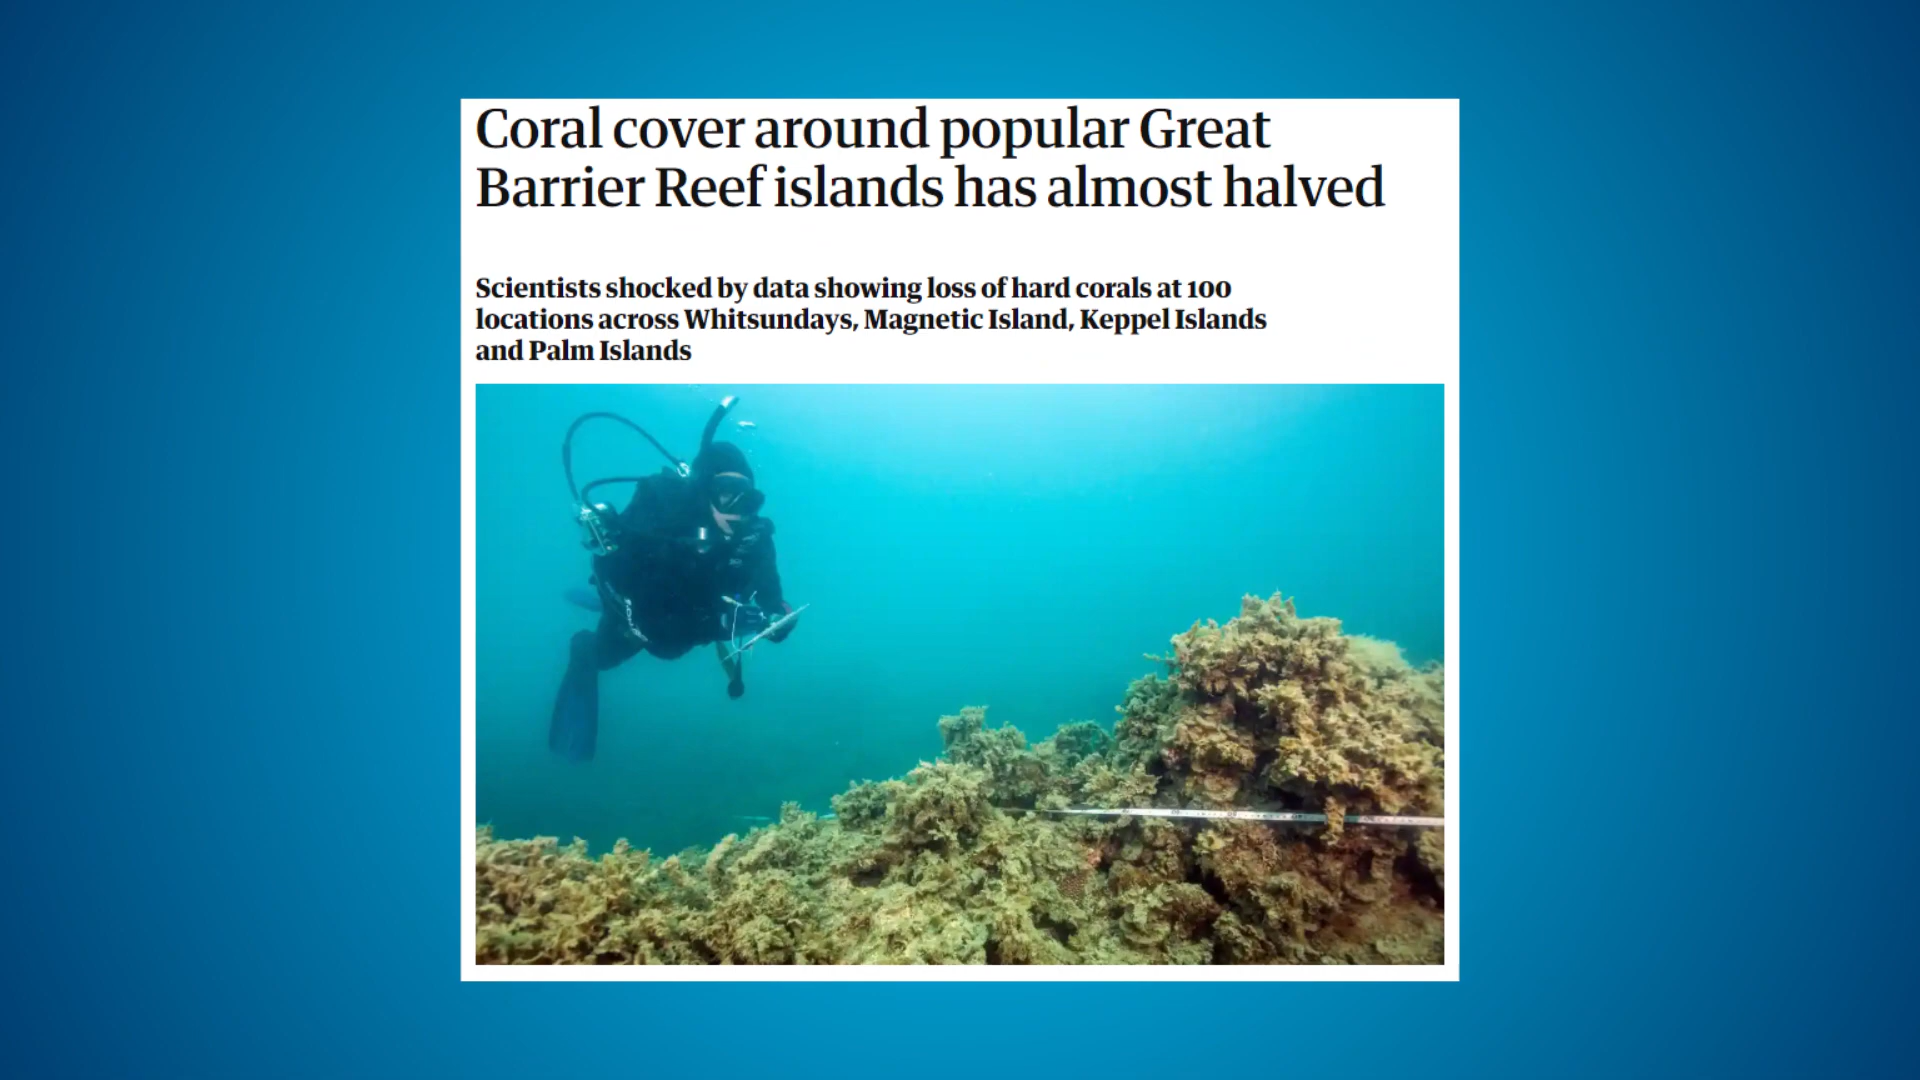 Coral cover around popular Great
Barrier Reef islands has almost halved
Scientists shocked by data showing loss of hard corals at 100
locations across Whitsundays, Magnetic Island, Keppel Islands
and Palm Islands